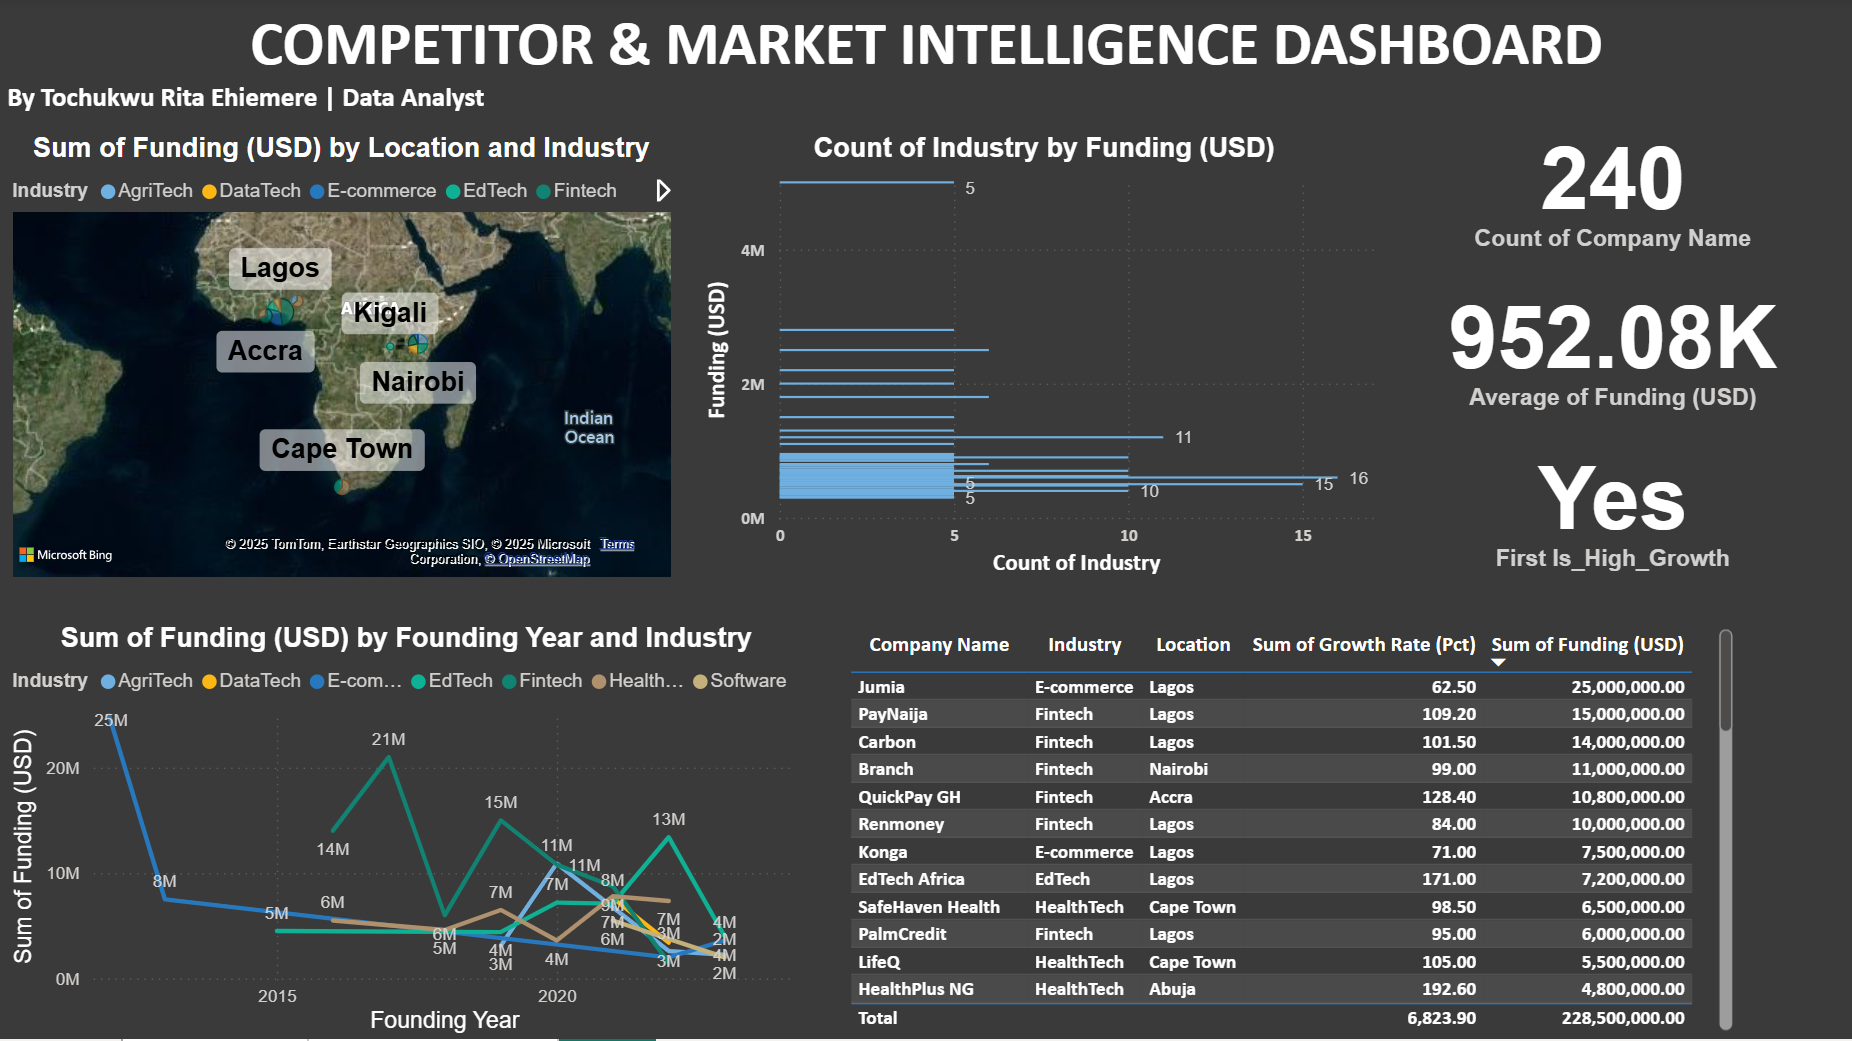 COMPETITOR & MARKET INTELLIGENCE DASHBOARD
By Tochukwu Rita Ehiemere | Data Analyst
Sum of Funding (USD) by Location and Industry
Industry AgriTech DataTech E-commerce EdTech Fintech
Lagos
Kigali
Accra
Nairobi
Cape Town
Indian
Ocean
Microsoft Bing
© 2025 TomTom, Earthstar Geographics SIO, © 2025 Microsoft Terms
Corporation, © OpenStreetMap
Count of Industry by Funding (USD)
Funding (USD)
5
4M
2M
11
16
5
15
10
5
0M
0 5 10 15
Count of Industry
240
Count of Company Name
952.08K
Average of Funding (USD)
Yes
First Is_High_Growth
Sum of Funding (USD) by Founding Year and Industry
Industry AgriTech DataTech E-com... EdTech Fintech Health... Software
Sum of Funding (USD)
25M
21M
20M
15M
13M
14M
11M
11M
10M
8M
7M
7M
8M
6M
9M
5M
7M
4M
7M
6M
3M
6M
2M
5M
4M
4M
3M
4M
3M
2M
0M
2015 2020
Founding Year
Company Name Industry Location Sum of Growth Rate (Pct) Sum of Funding (USD)
Jumia E-commerce Lagos 62.50 25,000,000.00
PayNaija Fintech Lagos 109.20 15,000,000.00
Carbon Fintech Lagos 101.50 14,000,000.00
Branch Fintech Nairobi 99.00 11,000,000.00
QuickPay GH Fintech Accra 128.40 10,800,000.00
Renmoney Fintech Lagos 84.00 10,000,000.00
Konga E-commerce Lagos 71.00 7,500,000.00
EdTech Africa EdTech Lagos 171.00 7,200,000.00
SafeHaven Health HealthTech Cape Town 98.50 6,500,000.00
PalmCredit Fintech Lagos 95.00 6,000,000.00
LifeQ HealthTech Cape Town 105.00 5,500,000.00
HealthPlus NG HealthTech Abuja 192.60 4,800,000.00
Total 6,823.90 228,500,000.00